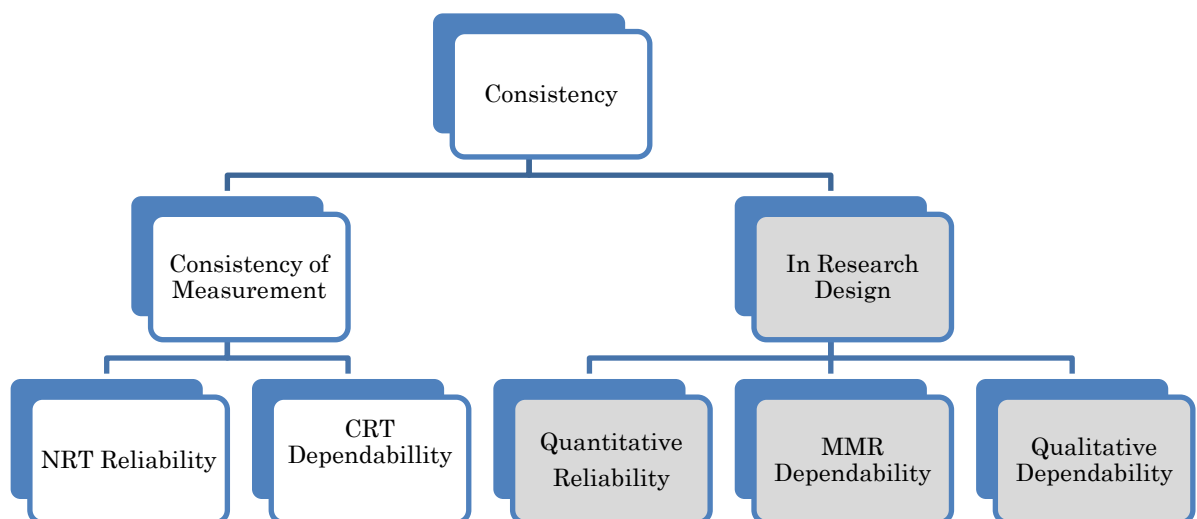 Consistency
Consistency of
Measurement
In Research
Design
NRT Reliability
CRT
Dependabillity
Quantitative
Reliability
MMR
Dependability
Qualitative
Dependability